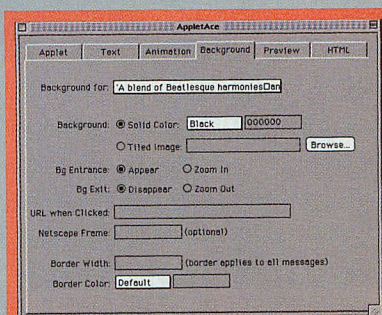 AppletAce
Applet Text Animation Background Preview HTML
Background for: 'A blend of Beatlesque harmonies□an
Background: Solid Color: Black 000000
Tiled Image: Browse...
Bg Entrance: Appear Zoom In
Bg Exit: Disappear Zoom Out
URL when Clicked:
Netscape Frame: (optional)
Border Width: (border applies to all messages)
Border Color: Default